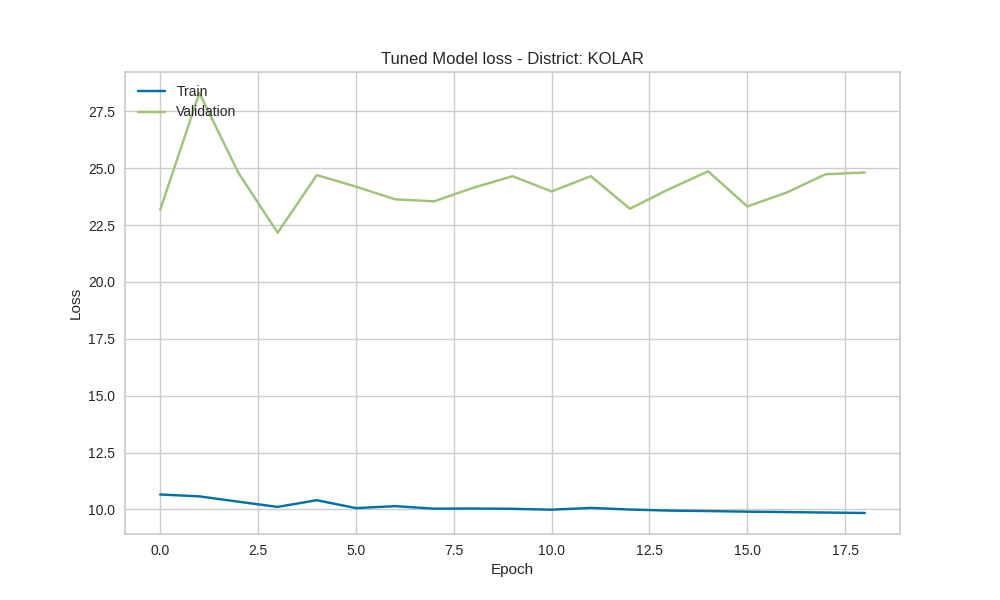 Tuned Model loss - District: KOLAR
Train
Validation
27.5
25.0
22.5
20.0
17.5
15.0
12.5
10.0
Loss
0.0 2.5 5.0 7.5 10.0 12.5 15.0 17.5
Epoch